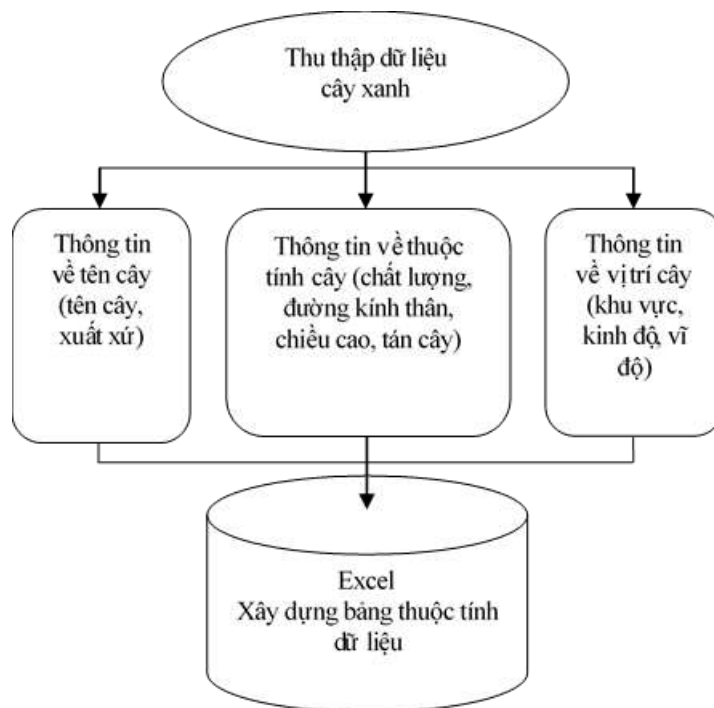 Thu thập dữ liệu
cây xanh
Thông tin
về tên cây
(tên cây,
xuất xứ)
Thông tin về thuộc
tính cây (chất lượng,
đường kính thân,
chiều cao, tán cây)
Thông tin
về vị trí cây
(khu vực,
kinh độ, vĩ
độ)
Excel
Xây dựng bảng thuộc tính
dữ liệu